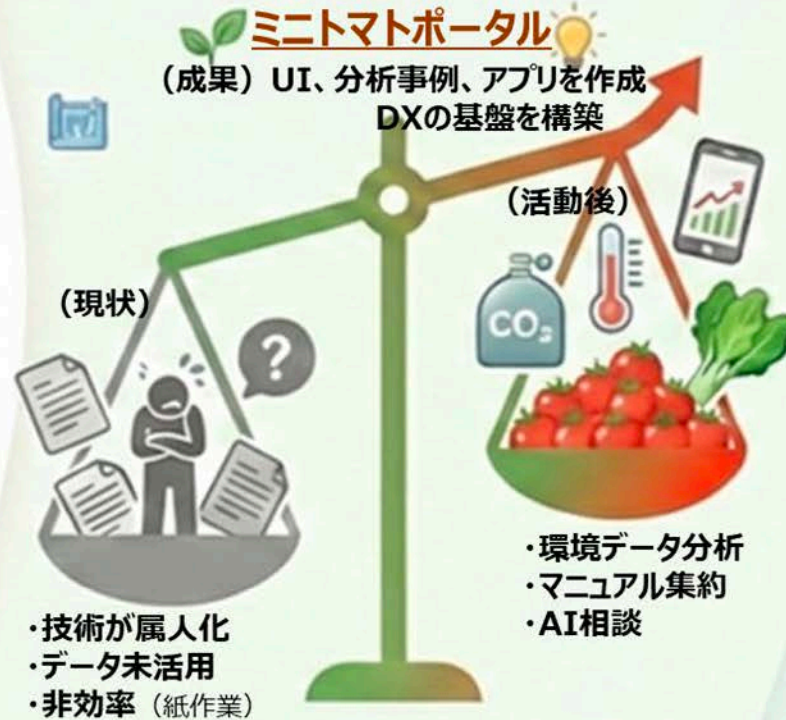 ミニトマトポータル
（成果）UI、分析事例、アプリを作成
DXの基盤を構築
（活動後）
（現状）
?
CO₂
・環境データ分析
・マニュアル集約
・AI相談
・技術が属人化
・データ未活用
・非効率（紙作業）